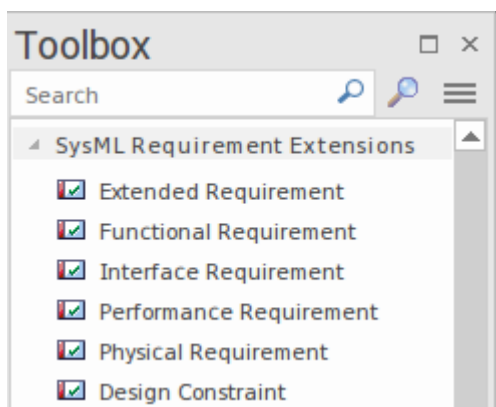 Toolbox
Search
SysML Requirement Extensions
Extended Requirement
Functional Requirement
Interface Requirement
Performance Requirement
Physical Requirement
Design Constraint